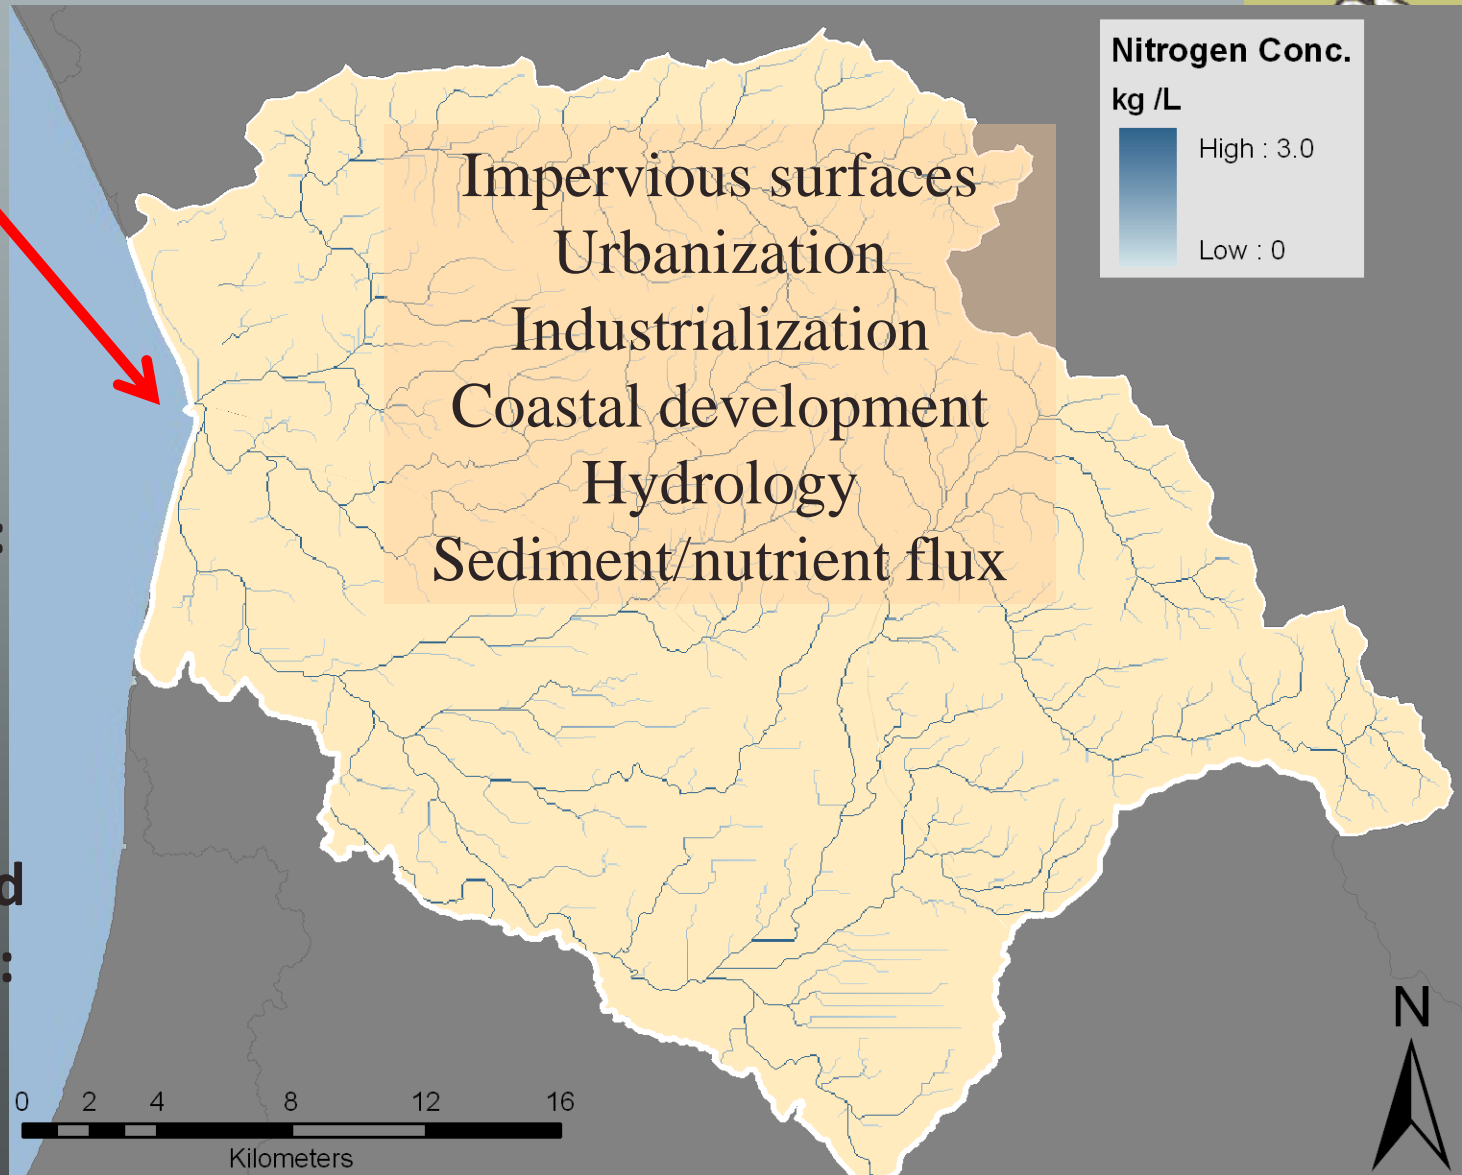 Nitrogen Conc.
kg /L
High : 3.0
Low : 0
Impervious surfaces
Urbanization
Industrialization
Coastal development
Hydrology
Sediment/nutrient flux
:
d
:
N
0 2 4 8 12 16
Kilometers